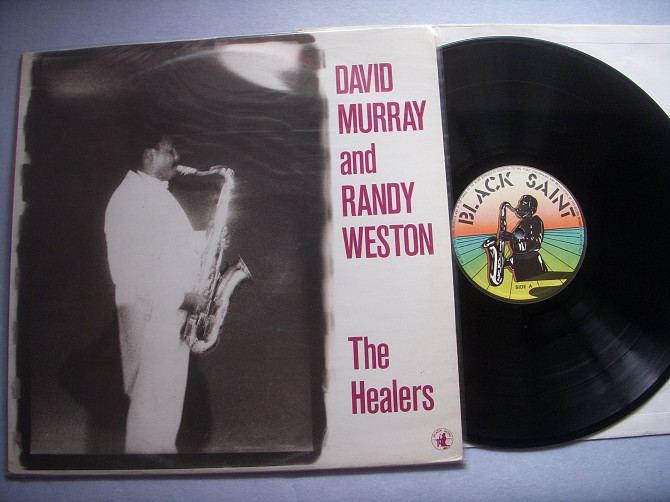 DAVID
MURRAY
and
RANDY
WESTON
The
Healers
BLACK SAINT
SIDE A